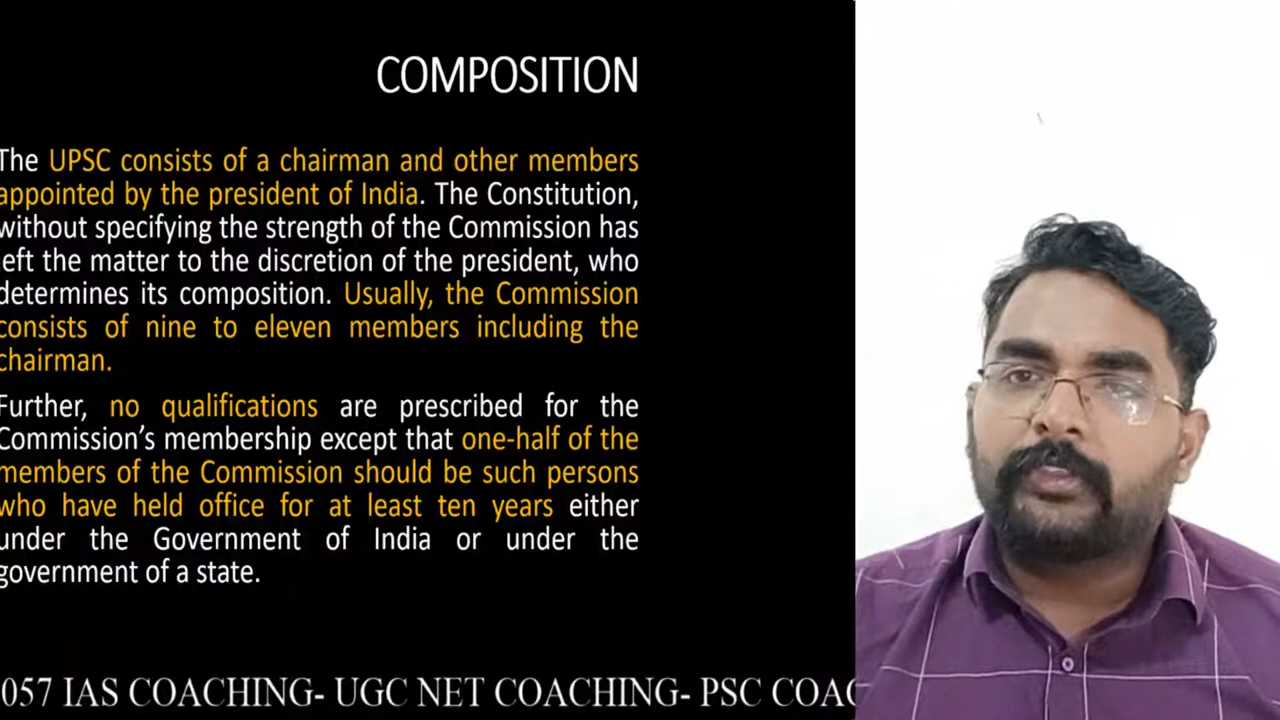 COMPOSITION
The UPSC consists of a chairman and other members
appointed by the president of India. The Constitution,
without specifying the strength of the Commission has
left the matter to the discretion of the president, who
determines its composition. Usually, the Commission
consists of nine to eleven members including the
chairman.
Further, no qualifications are prescribed for the
Commission's membership except that one-half of the
members of the Commission should be such persons
who have held office for at least ten years either
under the Government of India or under the
government of a state.
057 IAS COACHING- UGC NET COACHING- PSC COAC